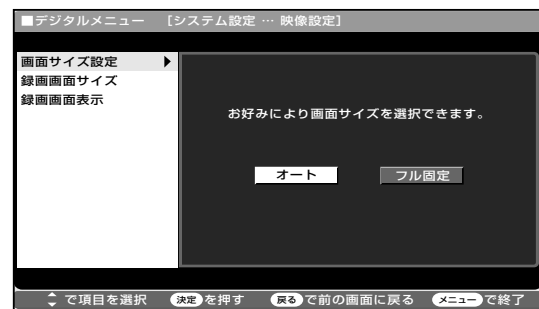 ■デジタルメニュー [システム設定 … 映像設定]
画面サイズ設定
録画画面サイズ
録画画面表示
お好みにより画面サイズを選択できます。
オート フル固定
で項目を選択 決定を押す 戻るで前の画面に戻る メニューで終了